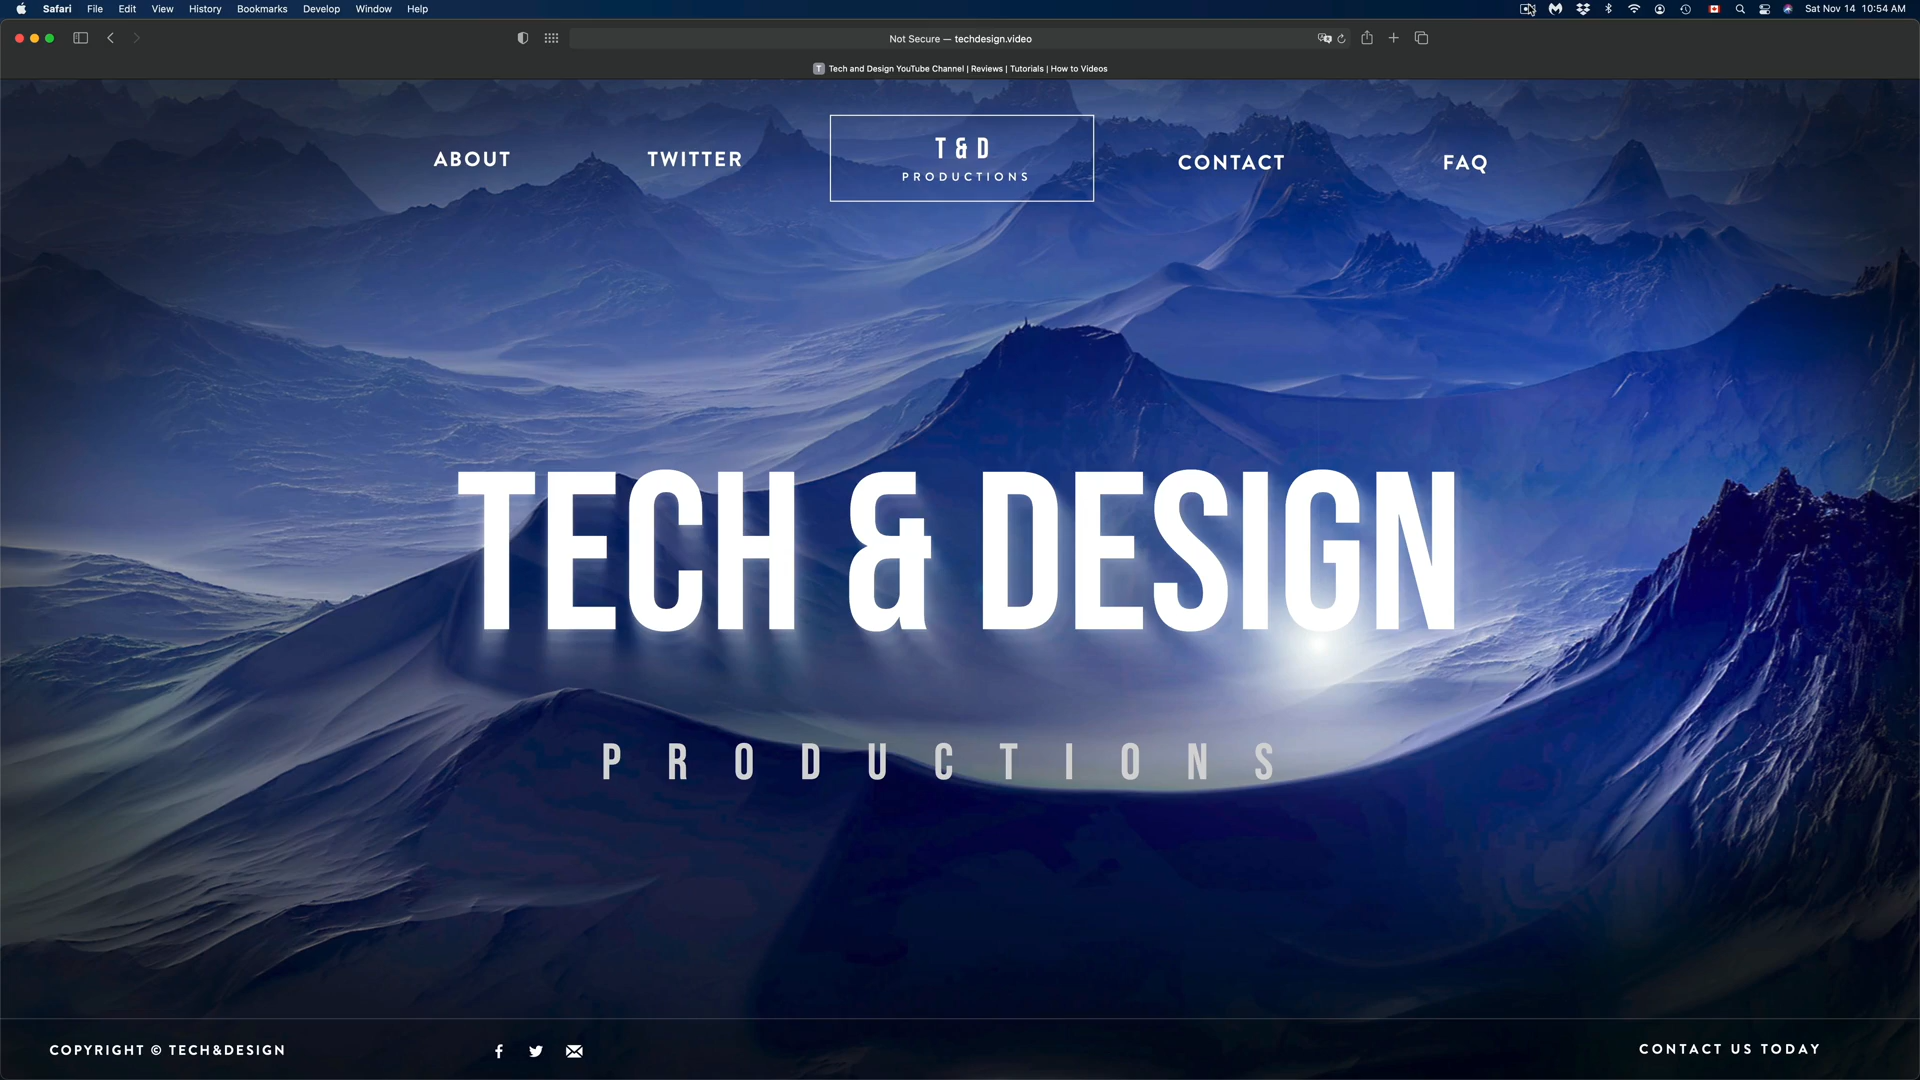 Safari File Edit View History Bookmarks Develop Window Help Sat Nov 14 10:54 AM
Not Secure — techdesign.video
T Tech and Design YouTube Channel | Reviews | Tutorials | How to Videos
ABOUT
TWITTER
T & D
PRODUCTIONS
CONTACT
FAQ
TECH & DESIGN
PRODUCTIONS
COPYRIGHT © TECH&DESIGN
CONTACT US TODAY